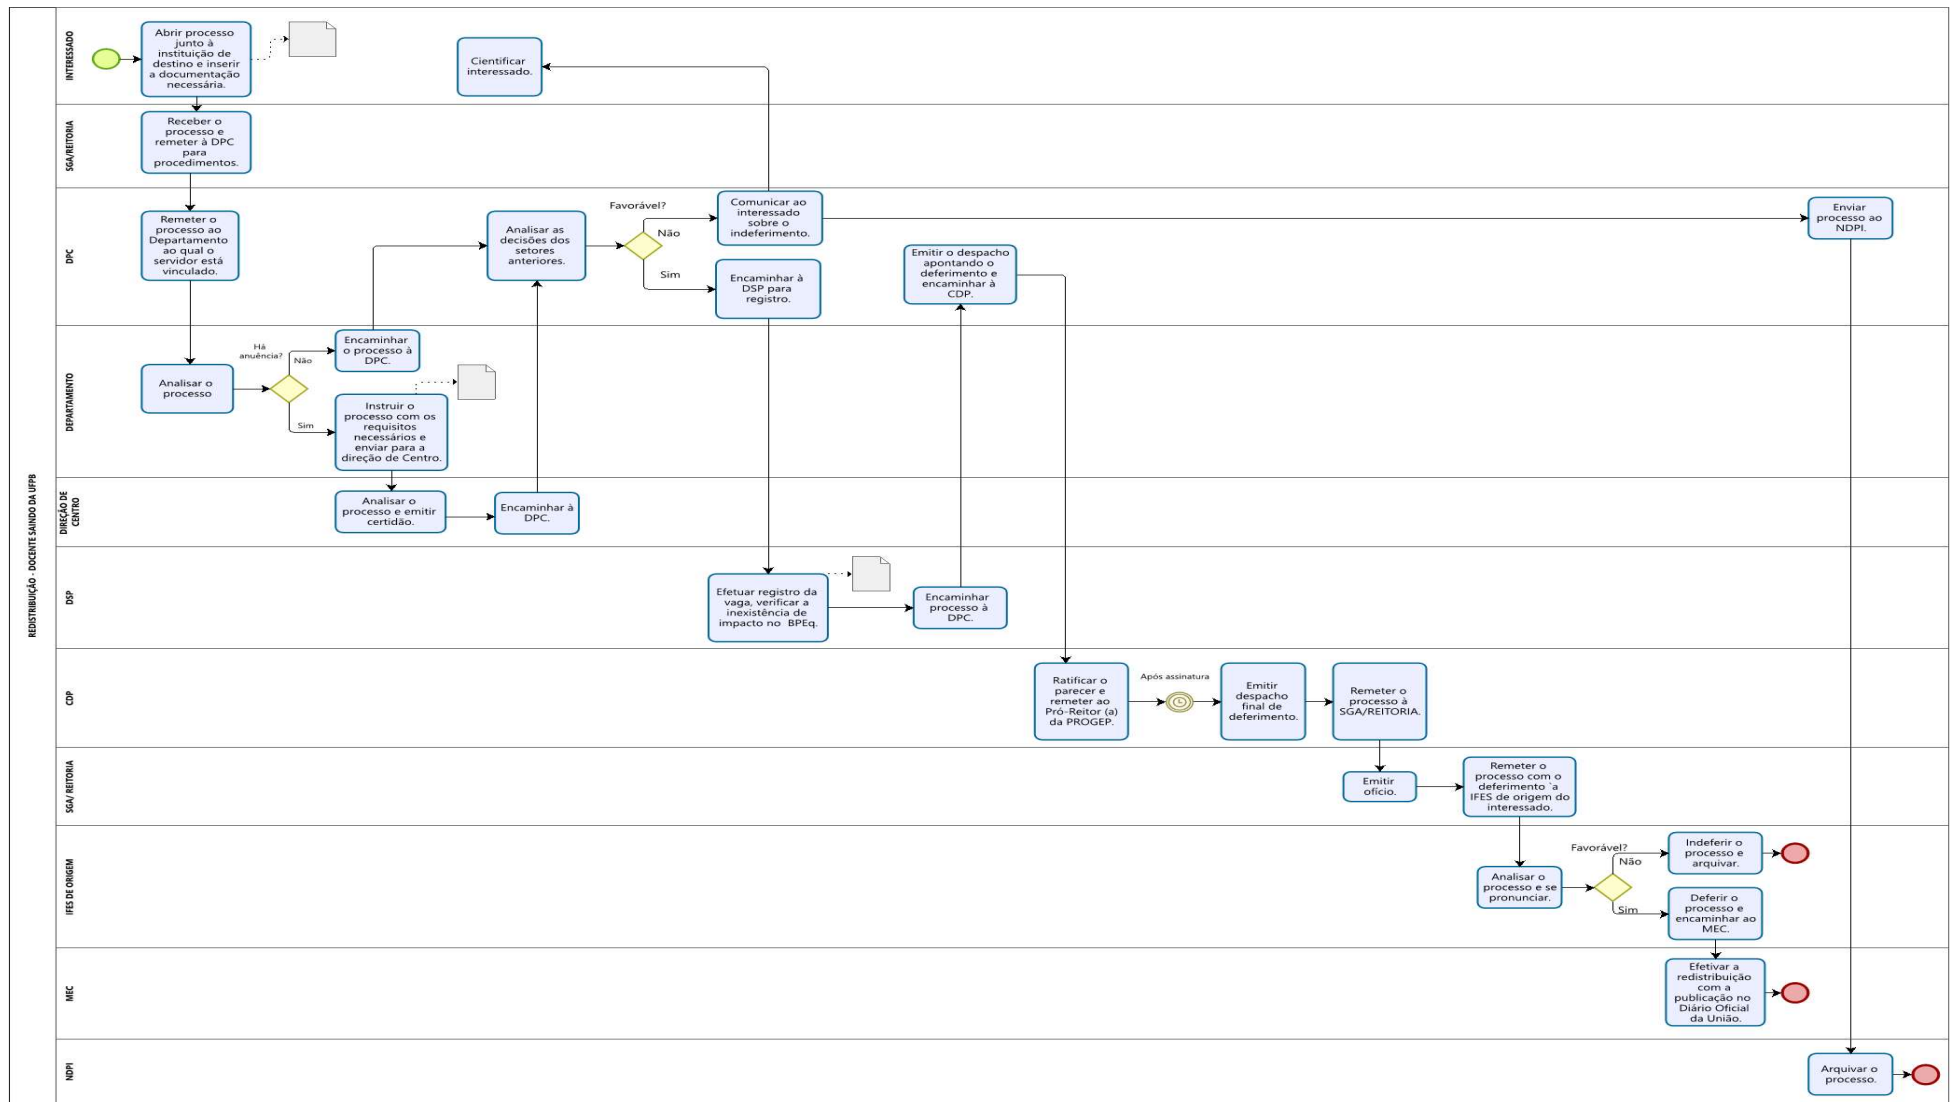 REDISTRIBUIÇÃO - DOCENTE SAINDO DA UFPB
INTERESSADO
Abrir processo
junto à
instituição de
destino e inserir
a documentação
necessária.
Cientificar
interessado.
SGA/REITORIA
Receber o
processo e
remeter à DPC
para
procedimentos.
DPC
Remeter o
processo ao
Departamento
ao qual o
servidor está
vinculado.
Analisar as
decisões dos
setores
anteriores.
Favorável?
Não
Sim
Comunicar ao
interessado
sobre o
indeferimento.
Encaminhar à
DSP para
registro.
Emitir o despacho
apontando o
deferimento e
encaminhar à
CDP.
Enviar
processo ao
NDPI.
DEPARTAMENTO
Analisar o
processo
Há
anuência?
Não
Sim
Encaminhar
o processo à
DPC.
Instruir o
processo com os
requisitos
necessários e
enviar para a
direção de Centro.
DIREÇÃO DE
CENTRO
Analisar o
processo e emitir
certidão.
Encaminhar à
DPC.
DSP
Efetuar registro da
vaga, verificar a
inexistência de
impacto no BPEq.
Encaminhar
processo à
DPC.
CDP
Ratificar o
parecer e
remeter ao
Pró-Reitor (a)
da PROGEP.
Após assinatura
Emitir
despacho
final de
deferimento.
Remeter o
processo à
SGA/REITORIA.
SGA/ REITORIA
Emitir
ofício.
Remeter o
processo com o
deferimento `a
IFES de origem do
interessado.
IFES DE ORIGEM
Analisar o
processo e se
pronunciar.
Favorável?
Não
Sim
Indeferir o
processo e
arquivar.
Deferir o
processo e
encaminhar ao
MEC.
MEC
Efetivar a
redistribuição
com a
publicação no
Diário Oficial
da União.
NDPI
Arquivar o
processo.